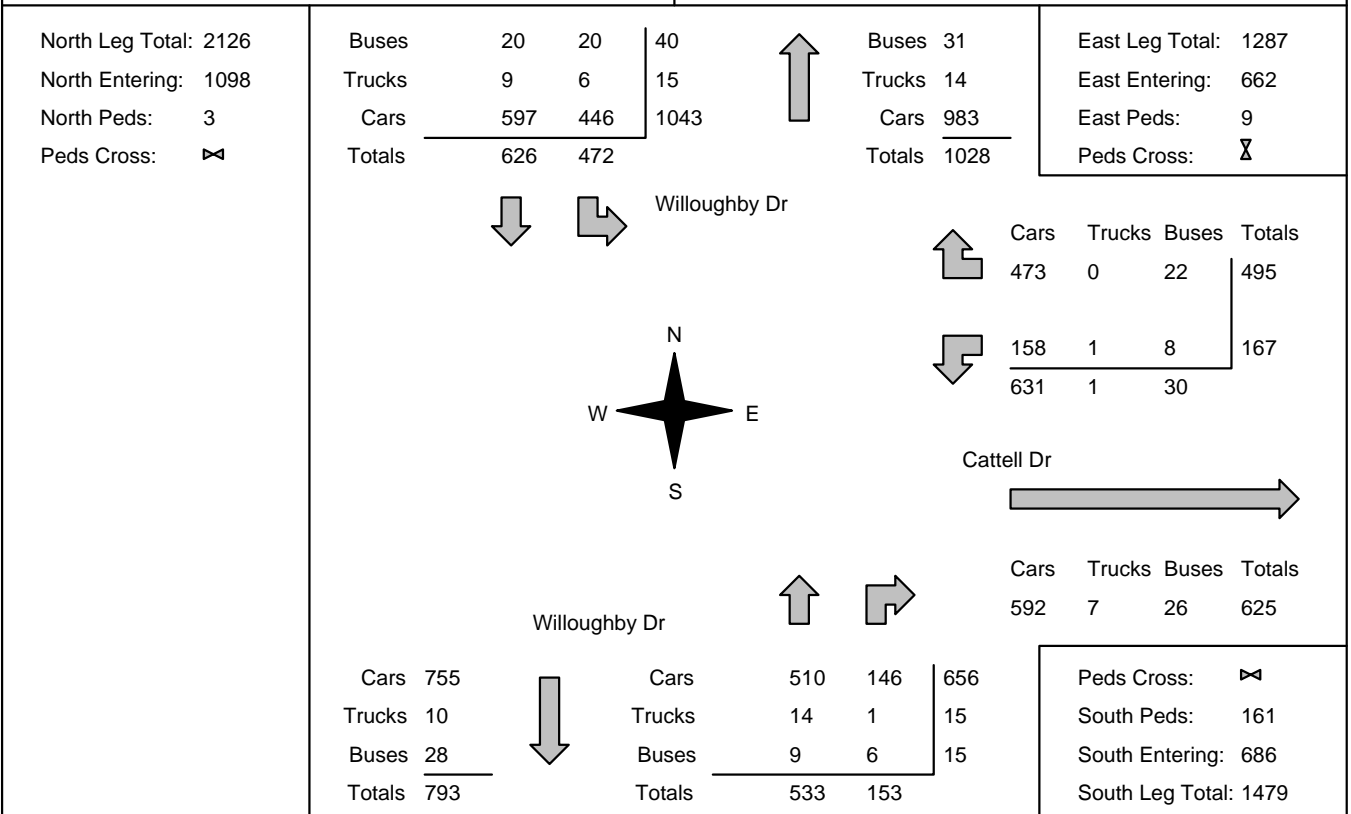 North Leg Total: 2126
North Entering: 1098
North Peds: 3
Peds Cross:
Buses 20 20 40
Trucks 9 6 15
Cars 597 446 1043
Totals 626 472
Buses 31
Trucks 14
Cars 983
Totals 1028
East Leg Total: 1287
East Entering: 662
East Peds: 9
Peds Cross:
Willoughby Dr
Cars Trucks Buses Totals
473 0 22 495
158 1 8 167
631 1 30
N
W E
S
Cattell Dr
Cars Trucks Buses Totals
592 7 26 625
Willoughby Dr
Cars 755
Trucks 10
Buses 28
Totals 793
Cars 510 146 656
Trucks 14 1 15
Buses 9 6 15
Totals 533 153
Peds Cross:
South Peds: 161
South Entering: 686
South Leg Total: 1479